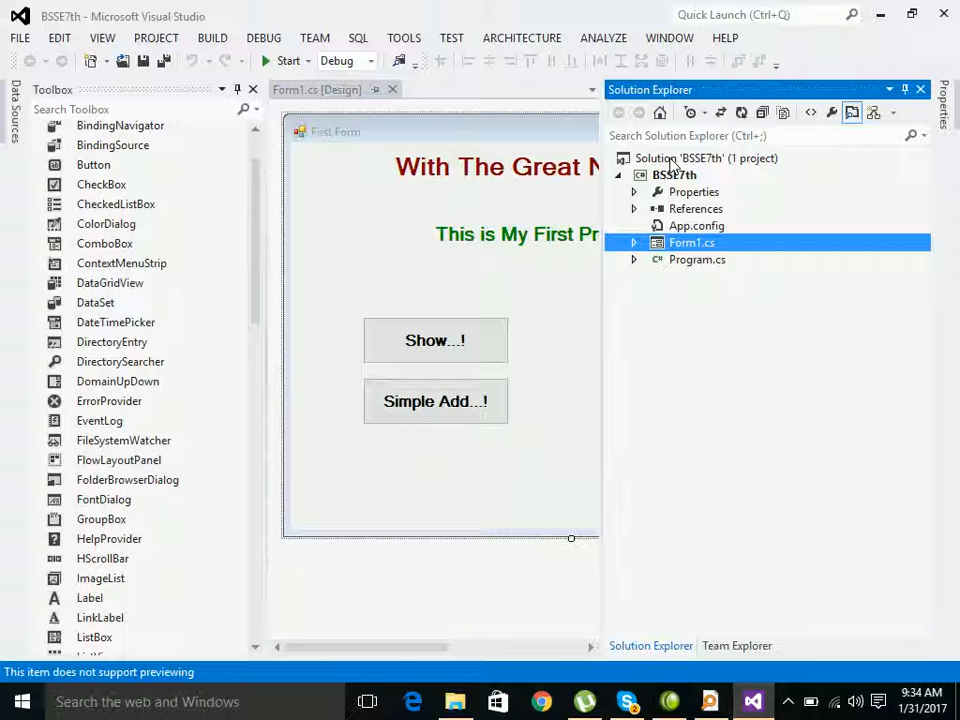 BSSE7th - Microsoft Visual Studio
Quick Launch (Ctrl+Q)
FILE EDIT VIEW PROJECT BUILD DEBUG TEAM SQL TOOLS TEST ARCHITECTURE ANALYZE WINDOW HELP
Start Debug
Data Sources
Toolbox
Search Toolbox
BindingNavigator
BindingSource
Button
CheckBox
CheckedListBox
ColorDialog
ComboBox
ContextMenuStrip
DataGridView
DataSet
DateTimePicker
DirectoryEntry
DirectorySearcher
DomainUpDown
ErrorProvider
EventLog
FileSystemWatcher
FlowLayoutPanel
FolderBrowserDialog
FontDialog
GroupBox
HelpProvider
HScrollBar
ImageList
Label
LinkLabel
ListBox
Form1.cs [Design]
First Form
With The Great N
This is My First Pr
Show...!
Simple Add...!
Solution Explorer
Search Solution Explorer (Ctrl+;)
Solution 'BSSE7th' (1 project)
BSSE7th
Properties
References
App.config
Form1.cs
Program.cs
Solution Explorer Team Explorer
Properties
This item does not support previewing
Search the web and Windows
9:34 AM
1/31/2017